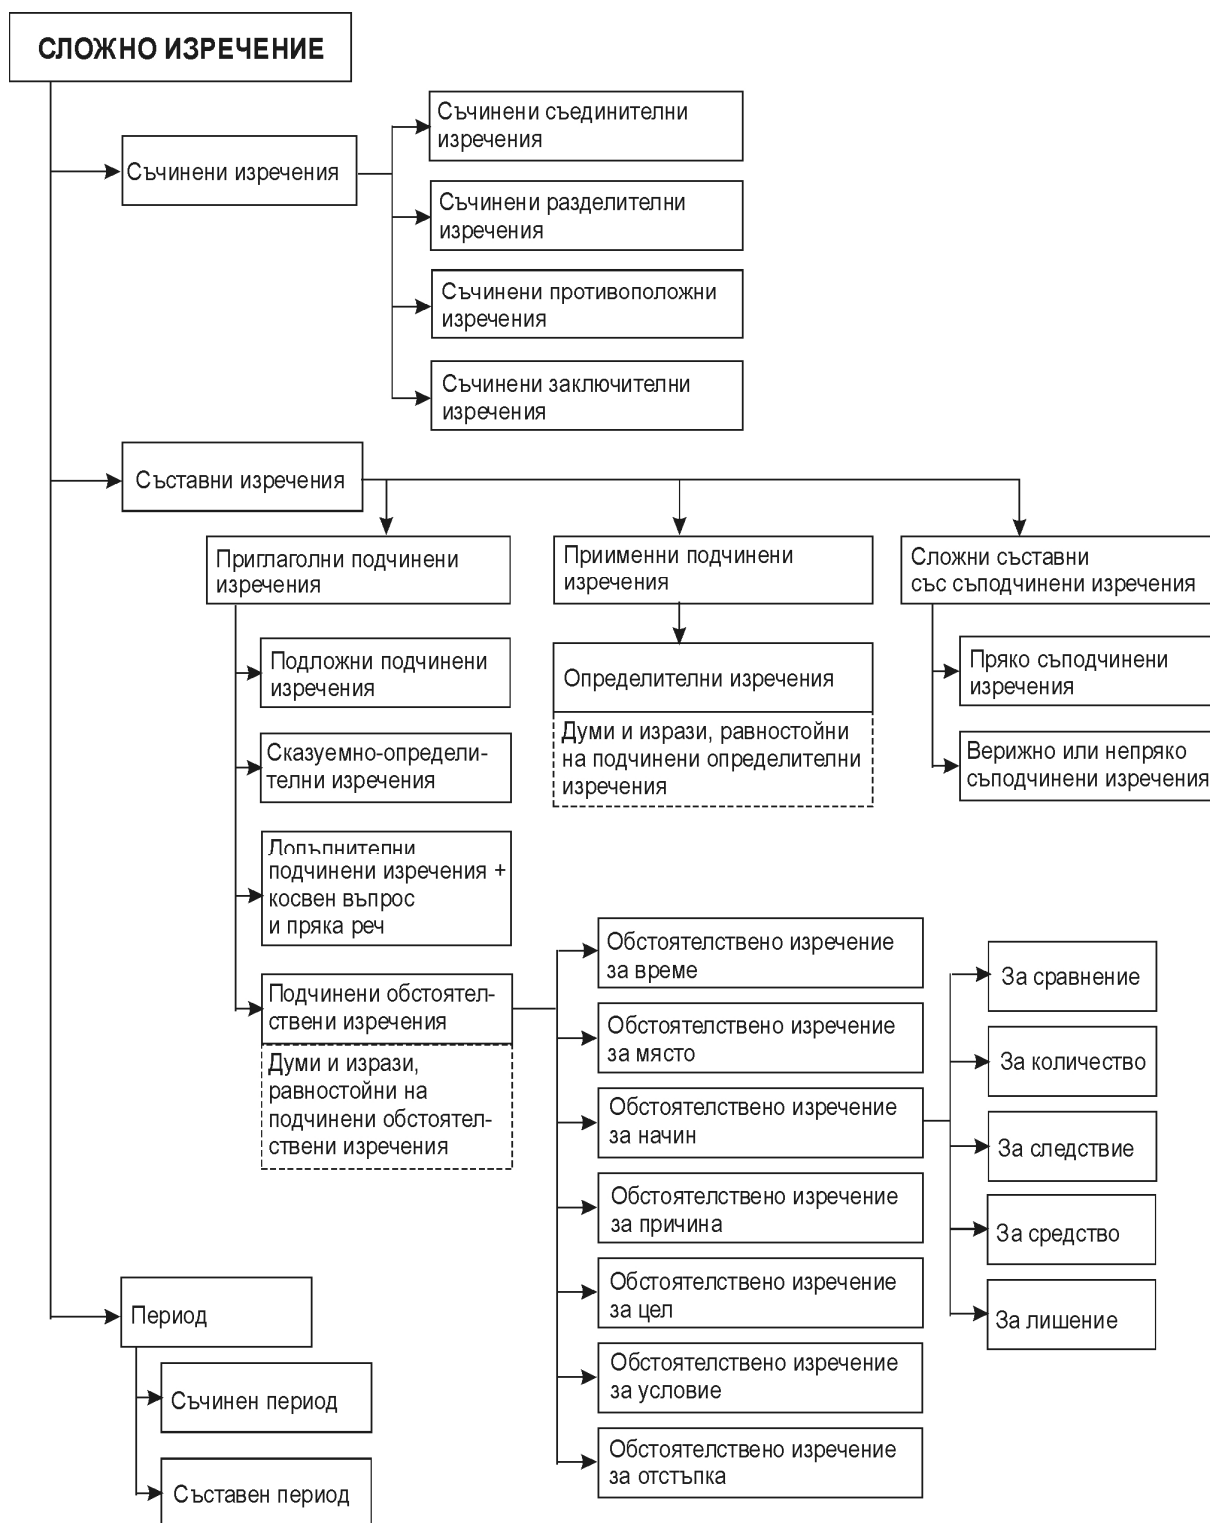 СЛОЖНО ИЗРЕЧЕНИЕ
Съчинени изречения
Съчинени съединителни
изречения
Съчинени разделителни
изречения
Съчинени противоположни
изречения
Съчинени заключителни
изречения
Съставни изречения
Приглаголни подчинени
изречения
Приименни подчинени
изречения
Сложни съставни
със съподчинени изречения
Подложни подчинени
изречения
Сказуемно-определи-
телни изречения
Допълнителни
подчинени изречения +
косвен въпрос
и пряка реч
Подчинени обстоятел-
ствени изречения
Думи и изрази,
равностойни на
подчинени обстоятел-
ствени изречения
Определителни изречения
Думи и изрази, равностойни
на подчинени определителни
изречения
Пряко съподчинени
изречения
Верижно или непряко
съподчинени изречения
Обстоятелствено изречение
за време
Обстоятелствено изречение
за място
Обстоятелствено изречение
за начин
Обстоятелствено изречение
за причина
Обстоятелствено изречение
за цел
Обстоятелствено изречение
за условие
Обстоятелствено изречение
за отстъпка
За сравнение
За количество
За следствие
За средство
За лишение
Период
Съчинен период
Съставен период